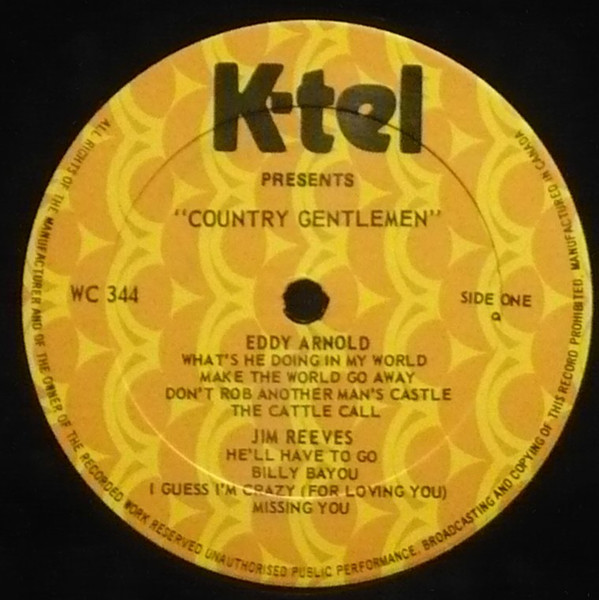 K-tel
PRESENTS
"COUNTRY GENTLEMEN"
WC 344
SIDE ONE
a
EDDY ARNOLD
WHAT'S HE DOING IN MY WORLD
MAKE THE WORLD GO AWAY
DON'T ROB ANOTHER MAN'S CASTLE
THE CATTLE CALL
JIM REEVES
HE'LL HAVE TO GO
BILLY BAYOU
I GUESS I'M CRAZY (FOR LOVING YOU)
MISSING YOU
ALL RIGHTS OF THE MANUFACTURER AND OF THE OWNER OF THE RECORDED WORK RESERVED UNAUTHORISED PUBLIC PERFORMANCE, BROADCASTING AND COPYING OF THIS RECORD PROHIBITED. MANUFACTURED IN CANADA